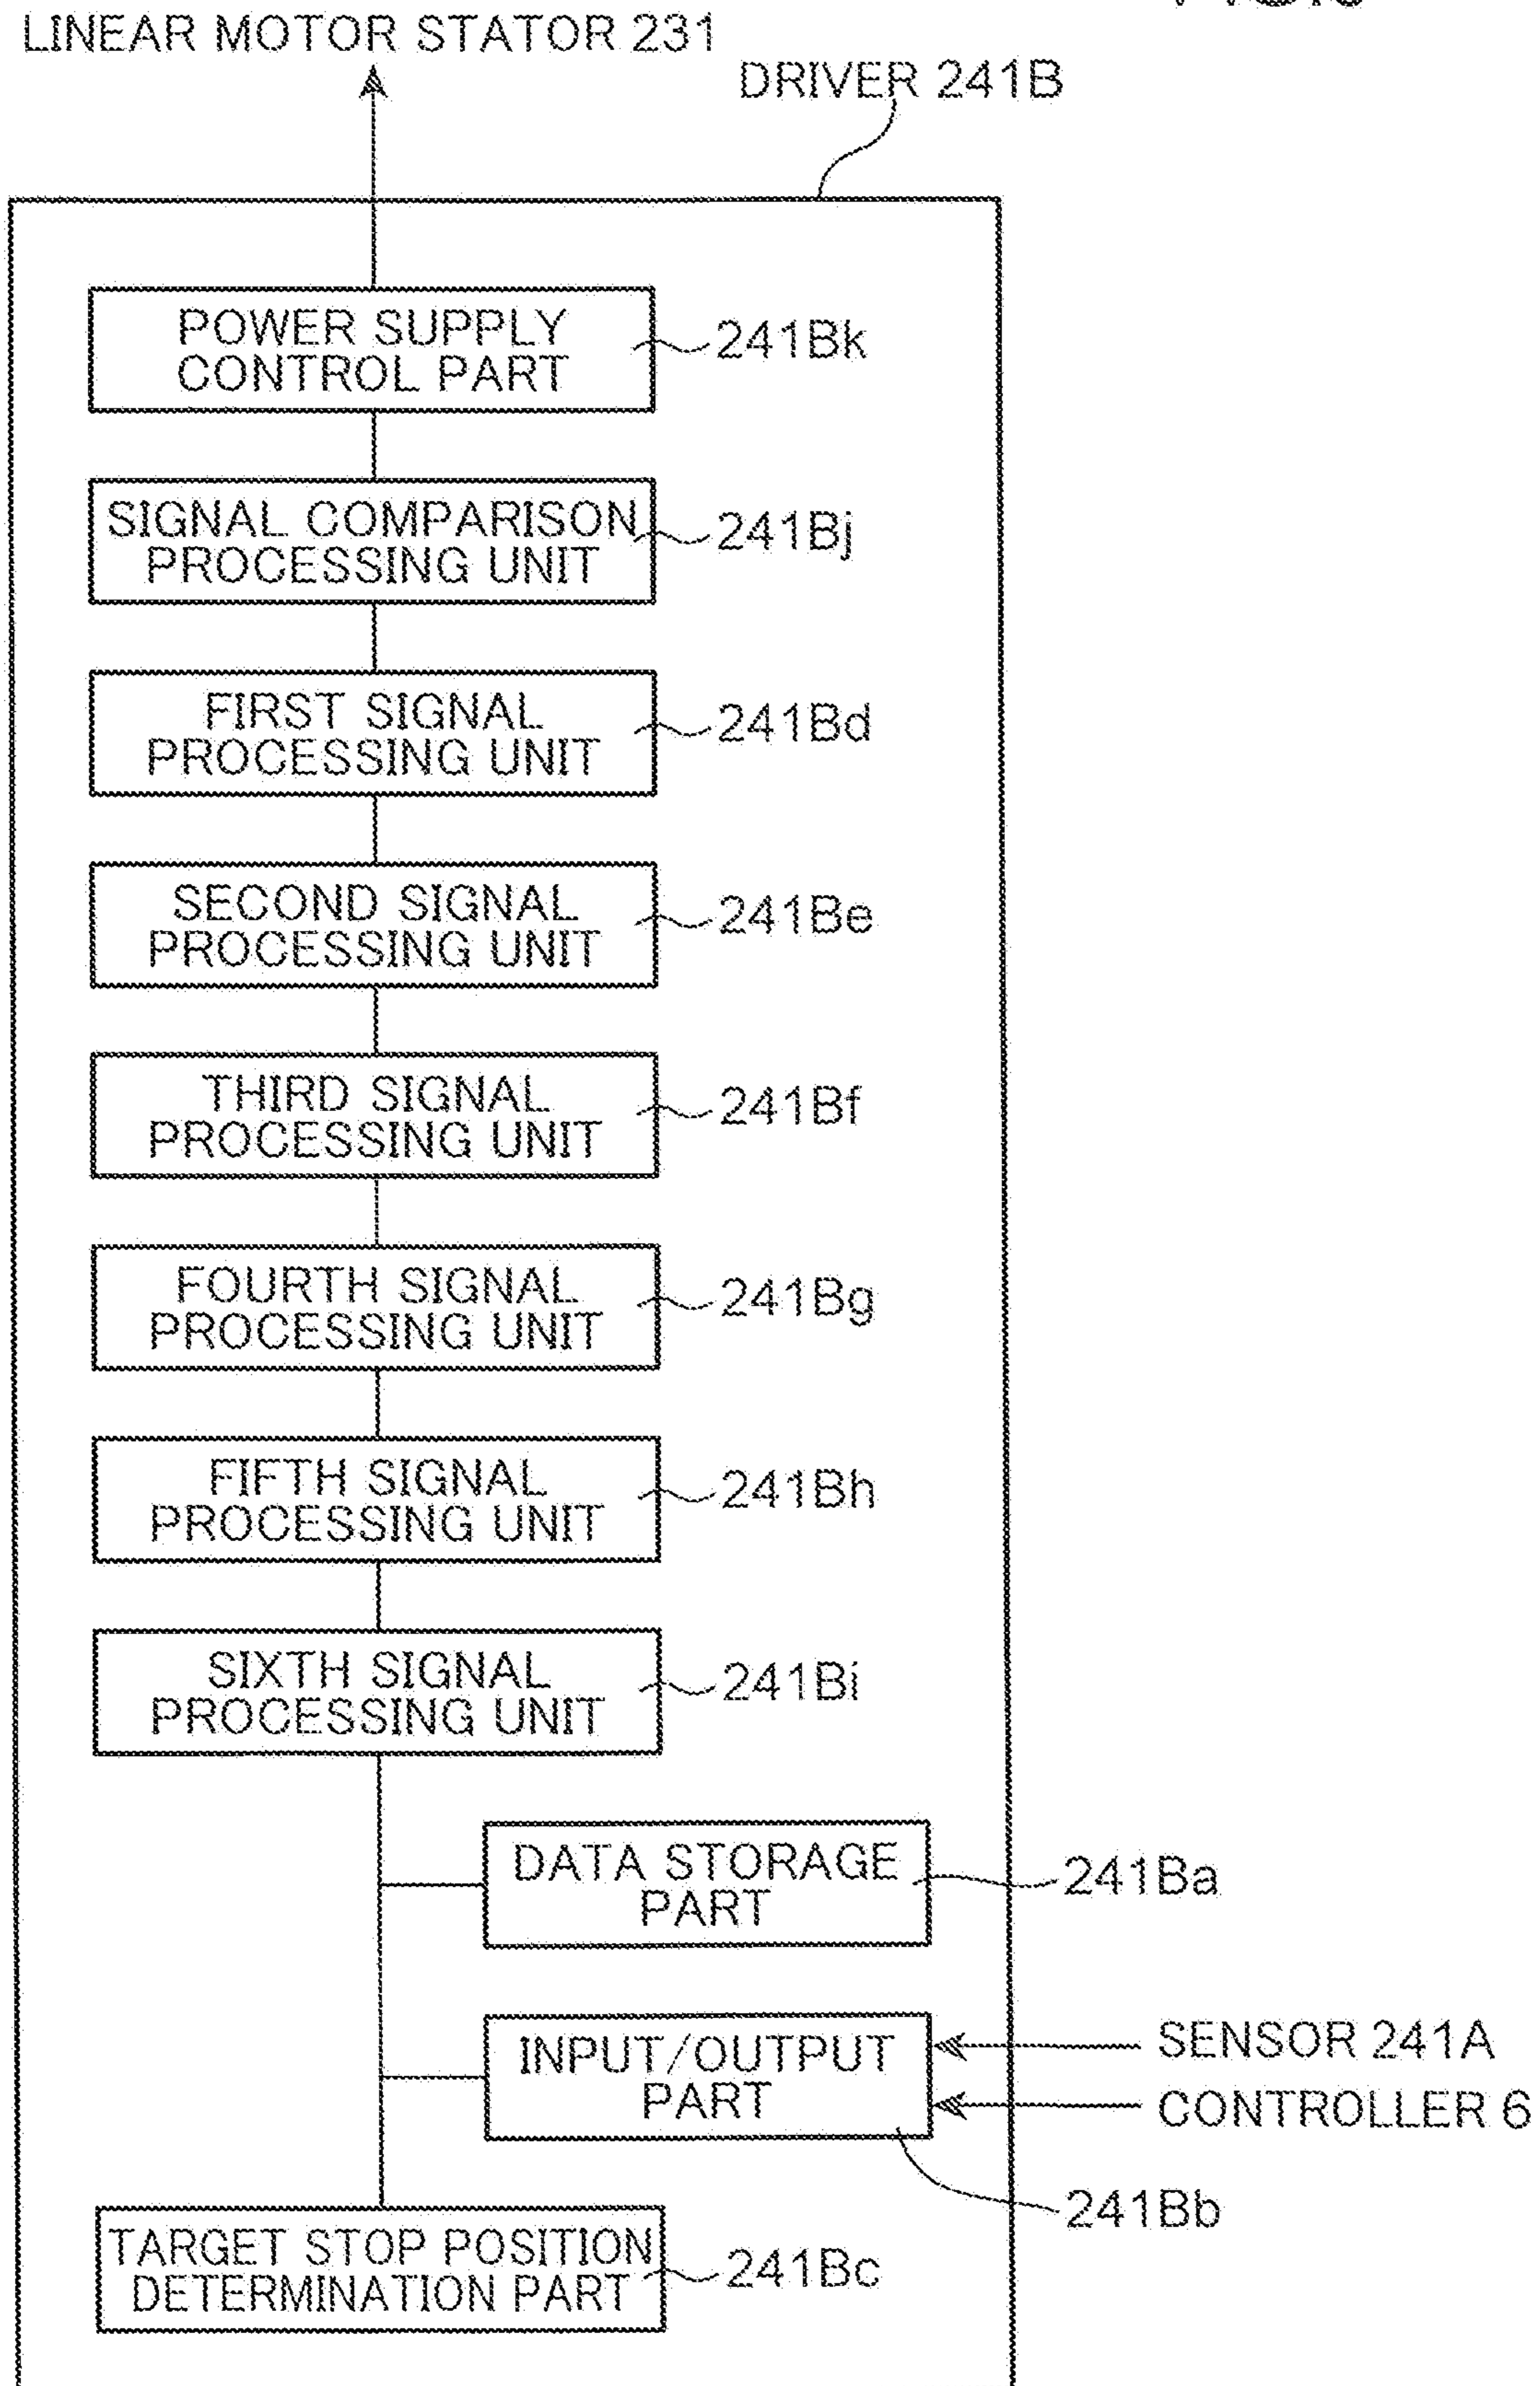 LINEAR MOTOR STATOR 231
DRIVER 241B
POWER SUPPLY
CONTROL PART
241Bk
SIGNAL COMPARISON
PROCESSING UNIT
241Bj
FIRST SIGNAL
PROCESSING UNIT
241Bd
SECOND SIGNAL
PROCESSING UNIT
241Be
THIRD SIGNAL
PROCESSING UNIT
241Bf
FOURTH SIGNAL
PROCESSING UNIT
241Bg
FIFTH SIGNAL
PROCESSING UNIT
241Bh
SIXTH SIGNAL
PROCESSING UNIT
241Bi
DATA STORAGE
PART
241Ba
INPUT/OUTPUT
PART
SENSOR 241A
CONTROLLER 6
241Bb
TARGET STOP POSITION
DETERMINATION PART
241Bc